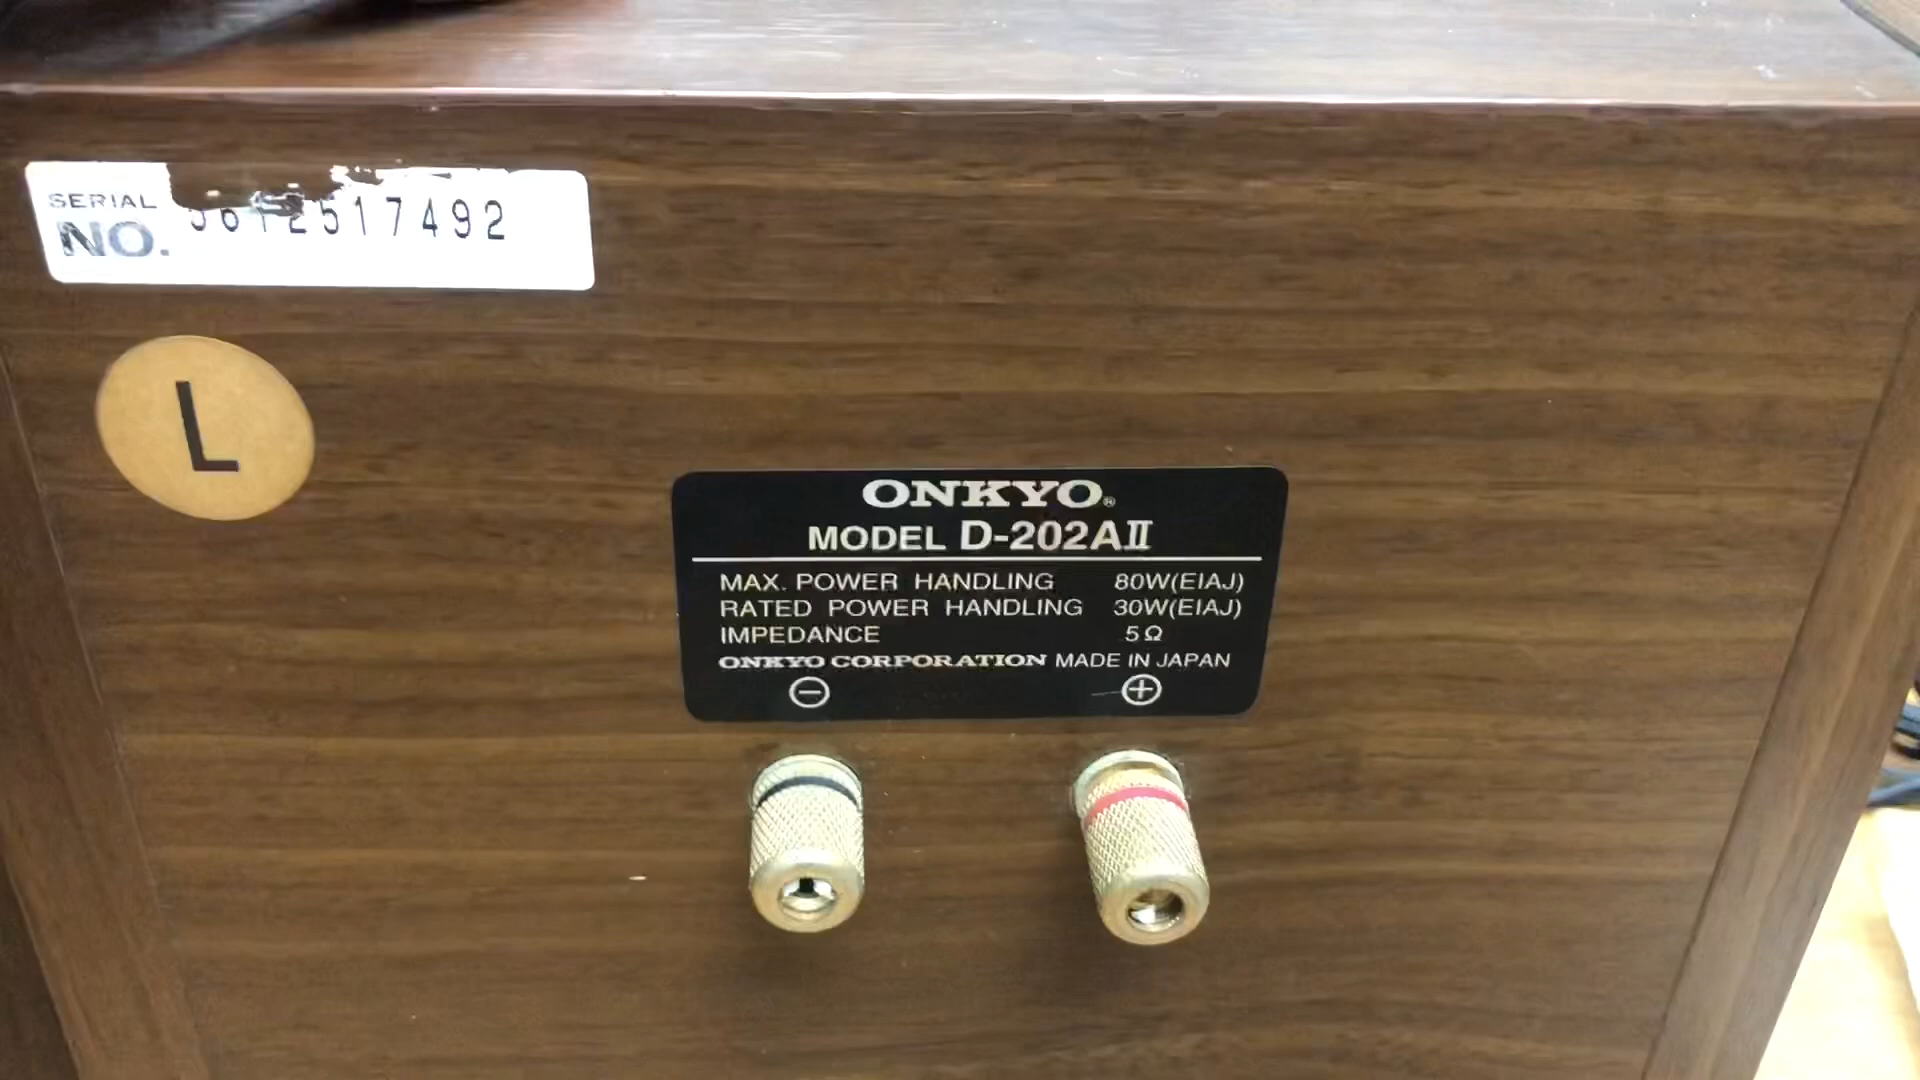 SERIAL
NO. 2517492
L
ONKYO®
MODEL D-202AⅡ
MAX. POWER HANDLING 80W(EIAJ)
RATED POWER HANDLING 30W(EIAJ)
IMPEDANCE 5Ω
ONKYO CORPORATION MADE IN JAPAN
⊖ ⊕